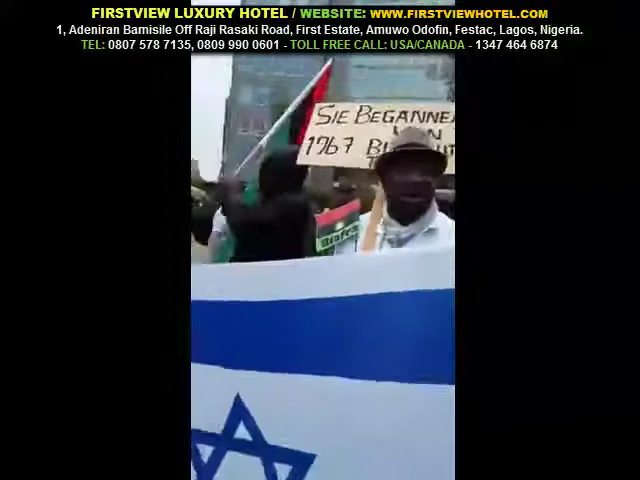 FIRSTVIEW LUXURY HOTEL / WEBSITE: WWW.FIRSTVIEWHOTEL.COM
1, Adeniran Bamisile Off Raji Rasaki Road, First Estate, Amuwo Odofin, Festac, Lagos, Nigeria.
TEL: 0807 578 7135, 0809 990 0601 - TOLL FREE CALL: USA/CANADA - 1347 464 6874
SIE BEGANNE
1967
Biafra